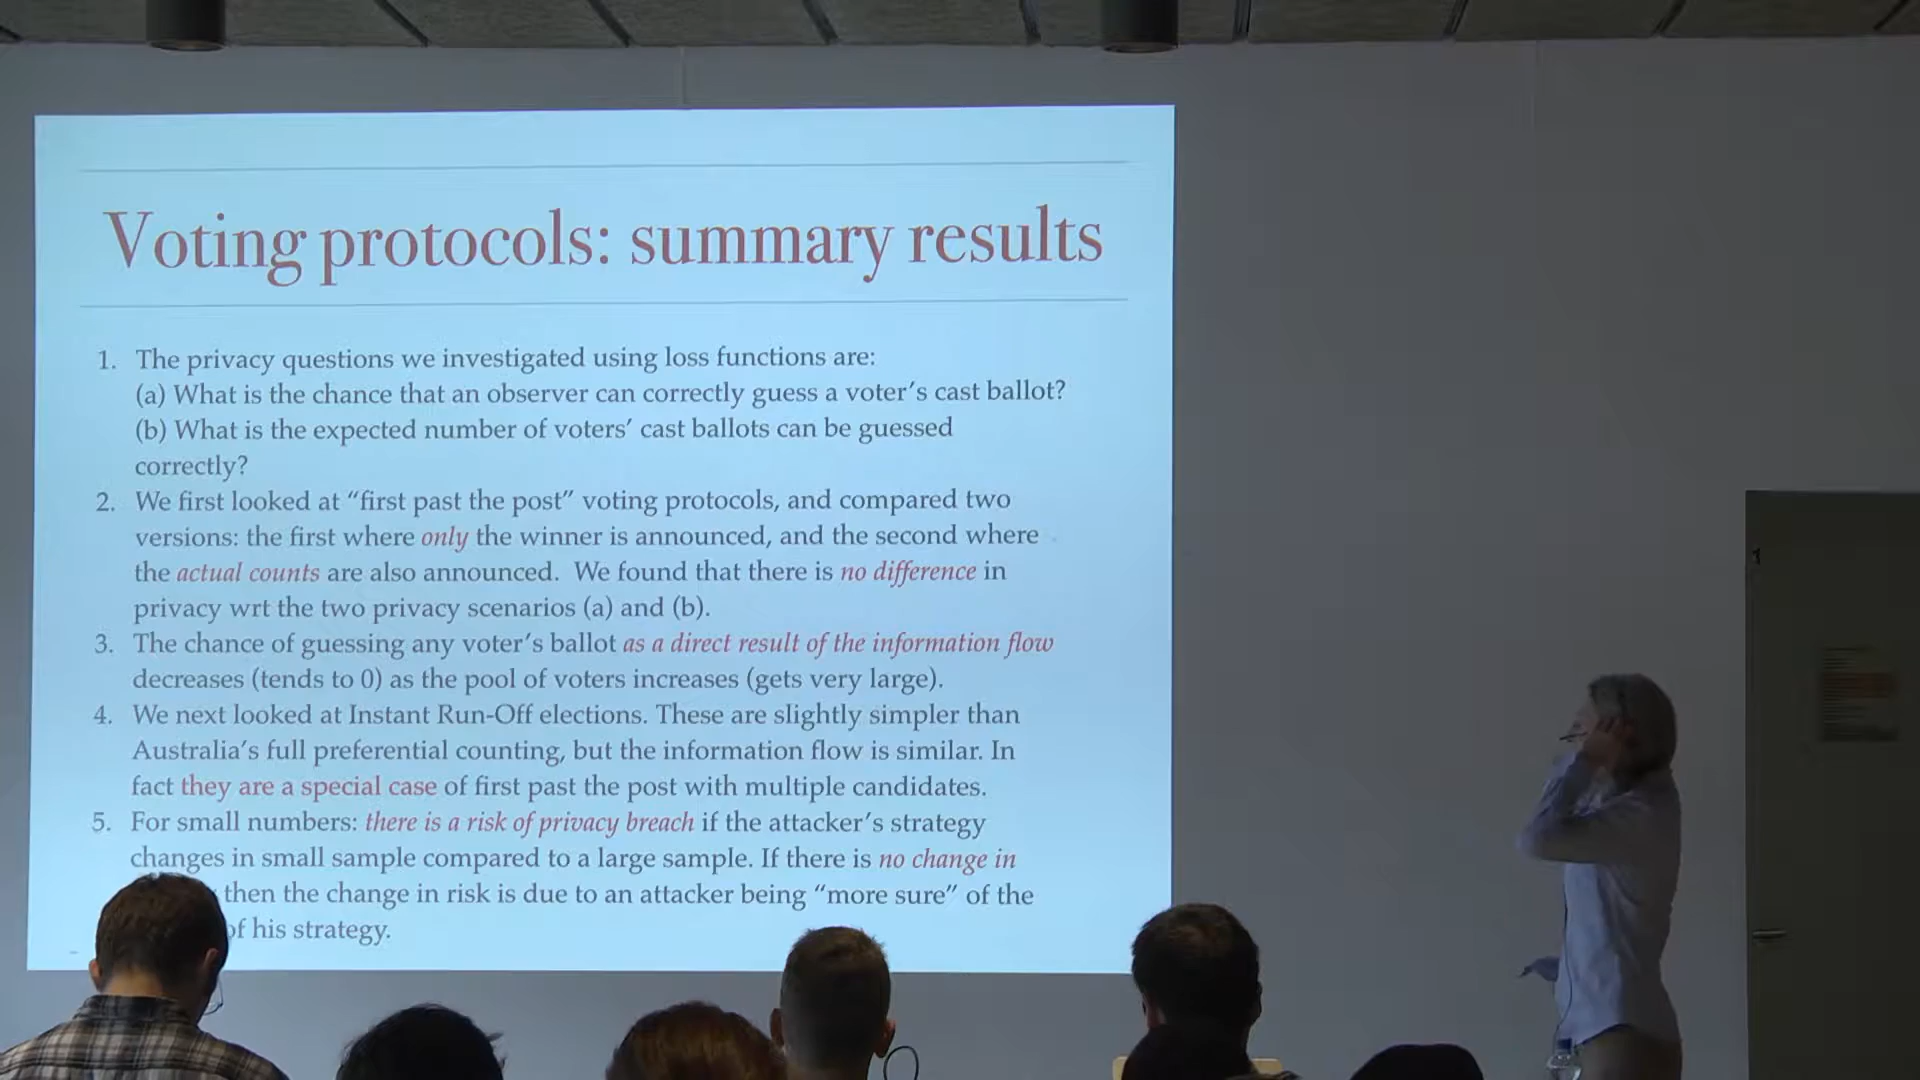 Voting protocols: summary results
1. The privacy questions we investigated using loss functions are:
(a) What is the chance that an observer can correctly guess a voter's cast ballot?
(b) What is the expected number of voters' cast ballots can be guessed
correctly?
2. We first looked at "first past the post" voting protocols, and compared two
versions: the first where only the winner is announced, and the second where
the actual counts are also announced. We found that there is no difference in
privacy wrt the two privacy scenarios (a) and (b).
3. The chance of guessing any voter's ballot as a direct result of the information flow
decreases (tends to 0) as the pool of voters increases (gets very large).
4. We next looked at Instant Run-Off elections. These are slightly simpler than
Australia's full preferential counting, but the information flow is similar. In
fact they are a special case of first past the post with multiple candidates.
5. For small numbers: there is a risk of privacy breach if the attacker's strategy
changes in small sample compared to a large sample. If there is no change in
then the change in risk is due to an attacker being "more sure" of the
of his strategy.